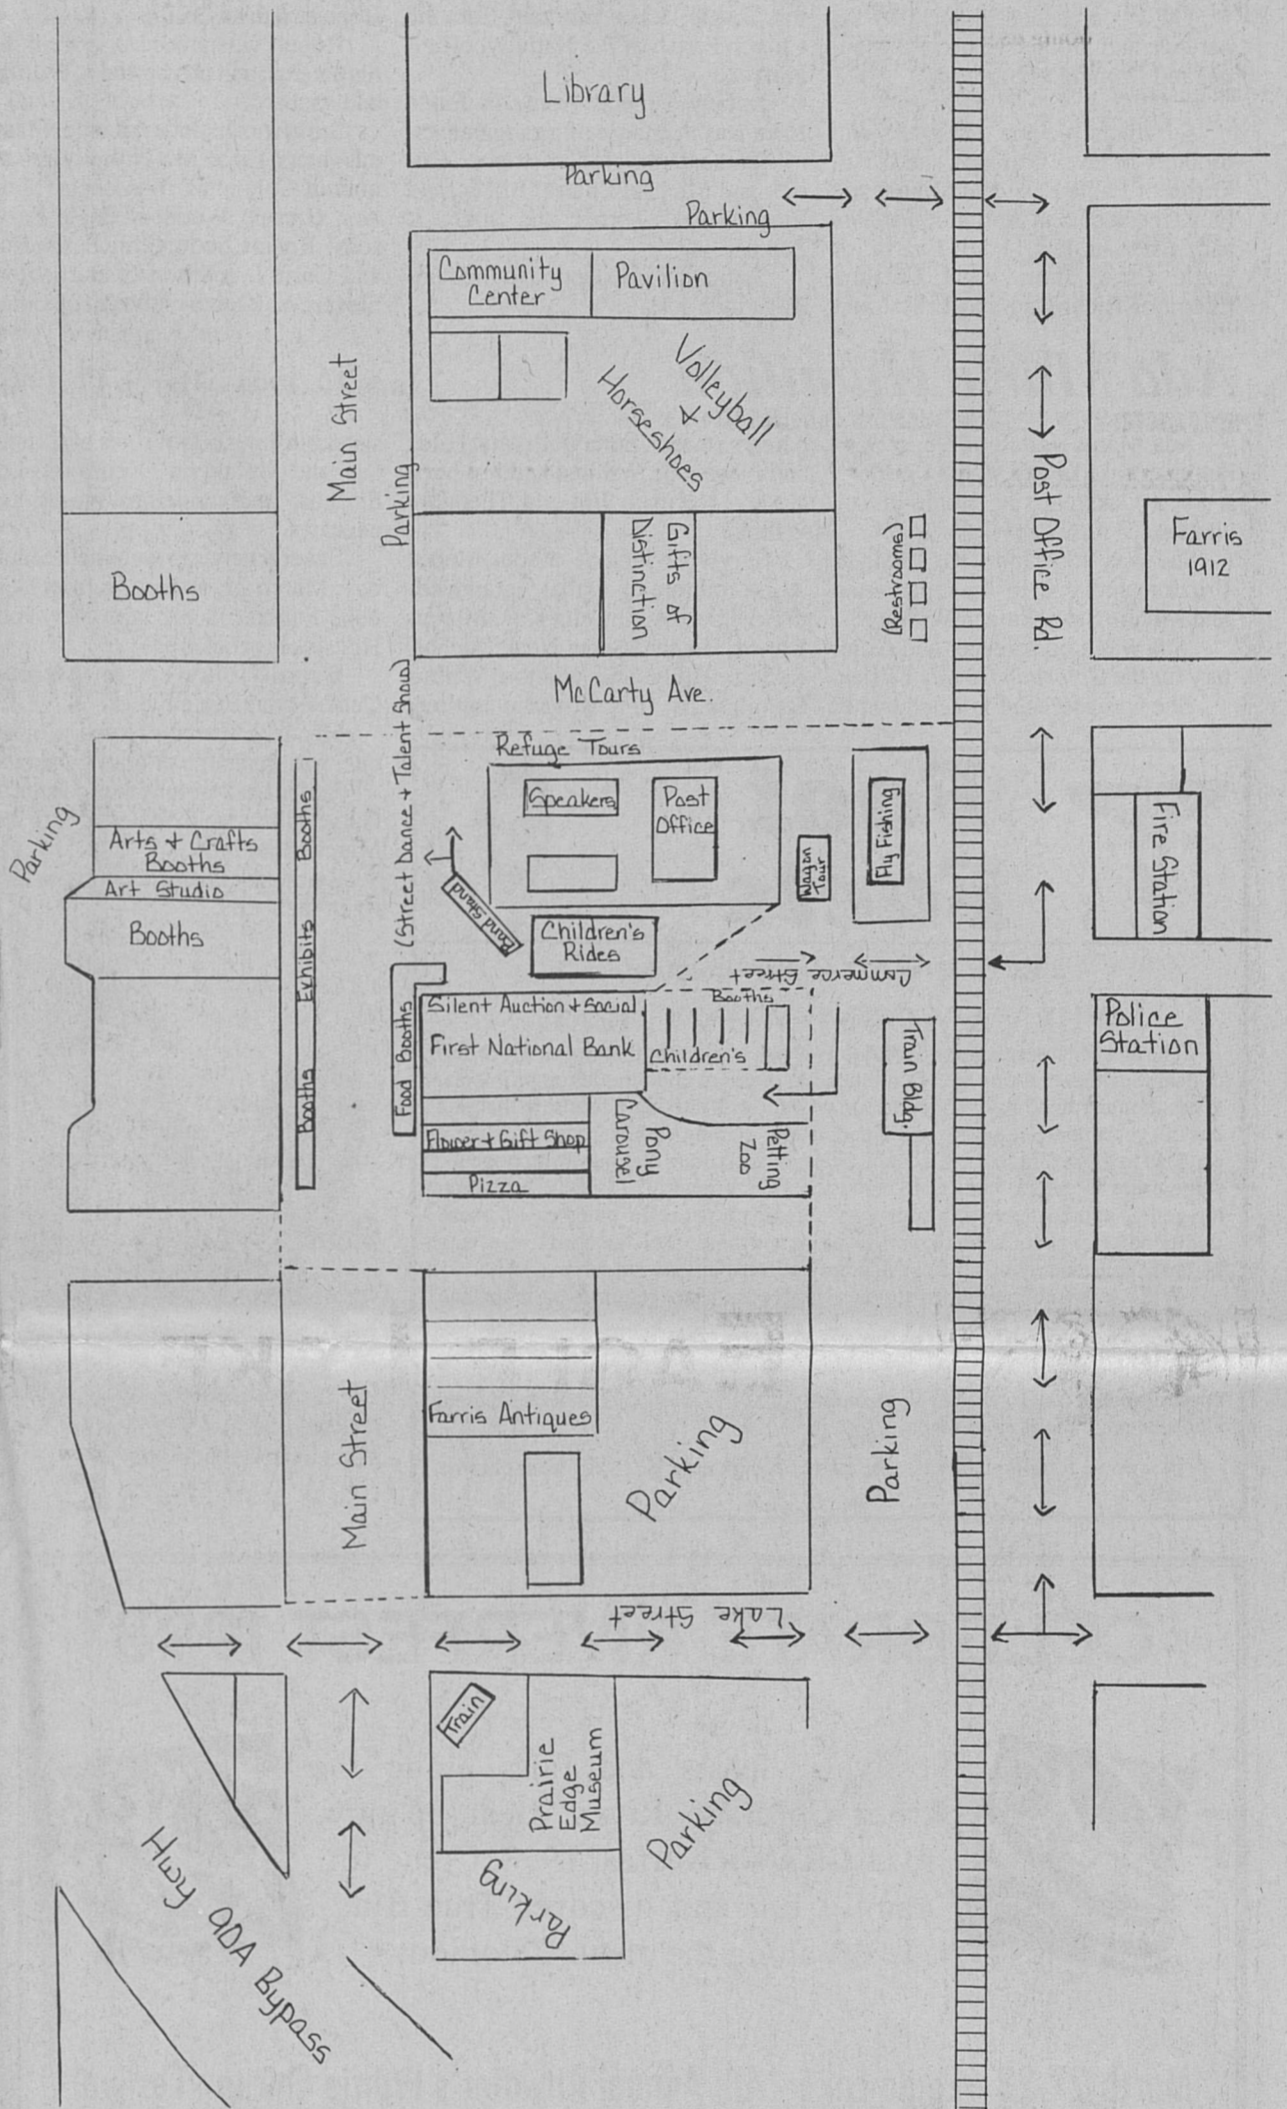 Library
Parking
Parking
Community
Center
Pavilion
Volleyball
+
Horseshoes
Main Street
Parking
Booths
Gifts of
Distinction
(Restrooms)
Post Office Rd.
Farris
1912
McCarty Ave.
(Street Dance + Talent Show)
Refuge Tours
Speakers
Post
Office
Wagon
Tour
Fly Fishing
Fire Station
Parking
Arts + Crafts
Booths
Art Studio
Booths
Booths Exhibits Booths
Band Stand
Children's
Rides
Commerce Street
Food Booths
Silent Auction + Social
First National Bank
Booths
Children's
Train Bldg.
Police
Station
Flower + Gift Shop
Pizza
Pony
Carousel
Petting
Zoo
Main Street
Farris Antiques
Parking
Parking
Lake Street
Train
Prairie
Edge
Museum
Parking
Parking
Hwy 90A Bypass